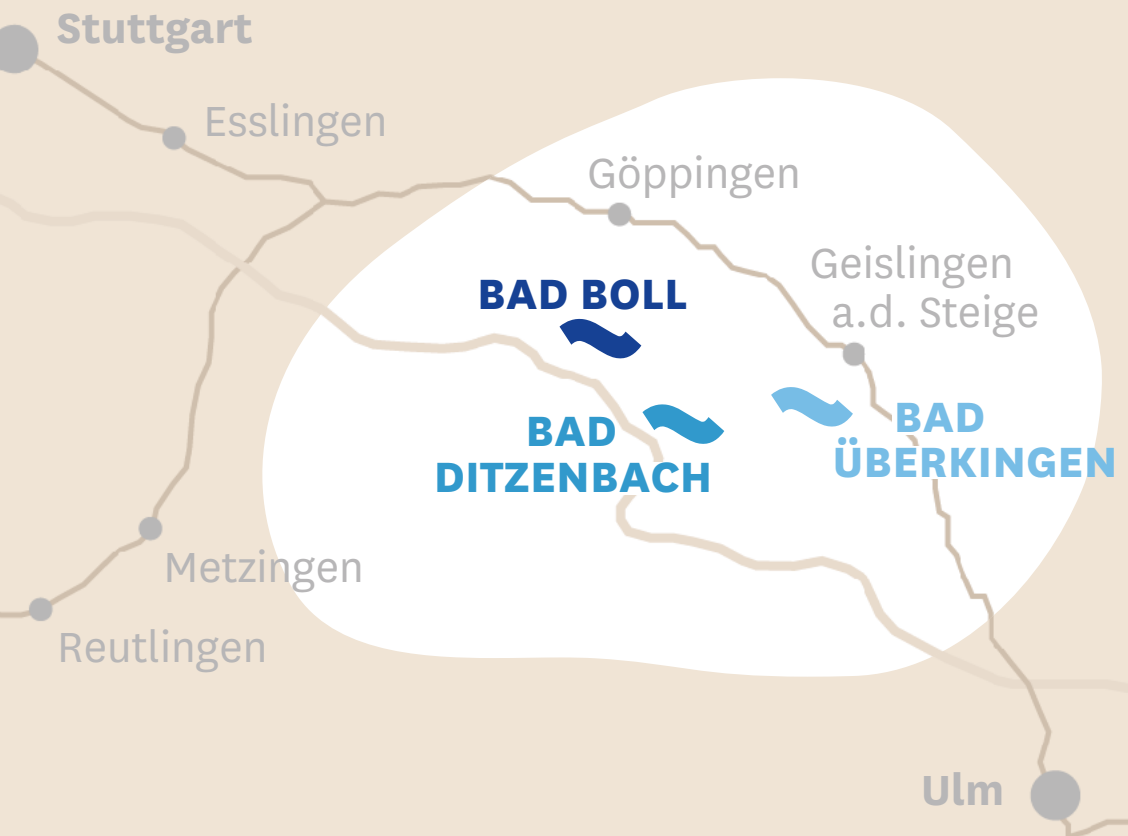 Stuttgart
Esslingen
Göppingen
Geislingen
a.d. Steige
BAD BOLL
BAD
DITZENBACH
BAD
ÜBERKINGEN
Metzingen
Reutlingen
Ulm